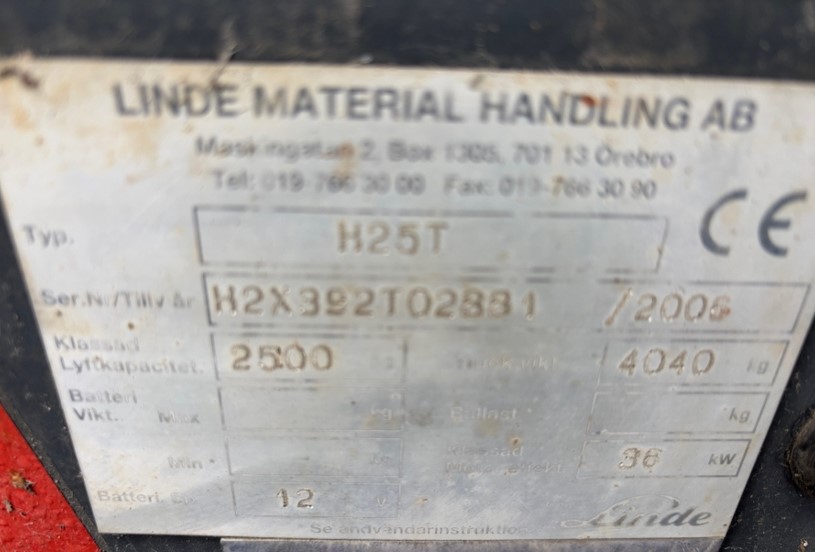 LINDE MATERIAL HANDLING AB
Maskingatan 2, Box 1305, 701 13 Örebro
Tel: 019-766 30 00 Fax: 019-766 30 90
CE
Typ. H25T
Ser.Nr/Tillv år H2X392T02881 /2006
Klassad
Lyftkapacitet. 2500 4040 kg
Batteri
Vikt. Max kg Ballast kg
Min 36 kW
Batteri. 12 V
Se användarinstruktion
Linde